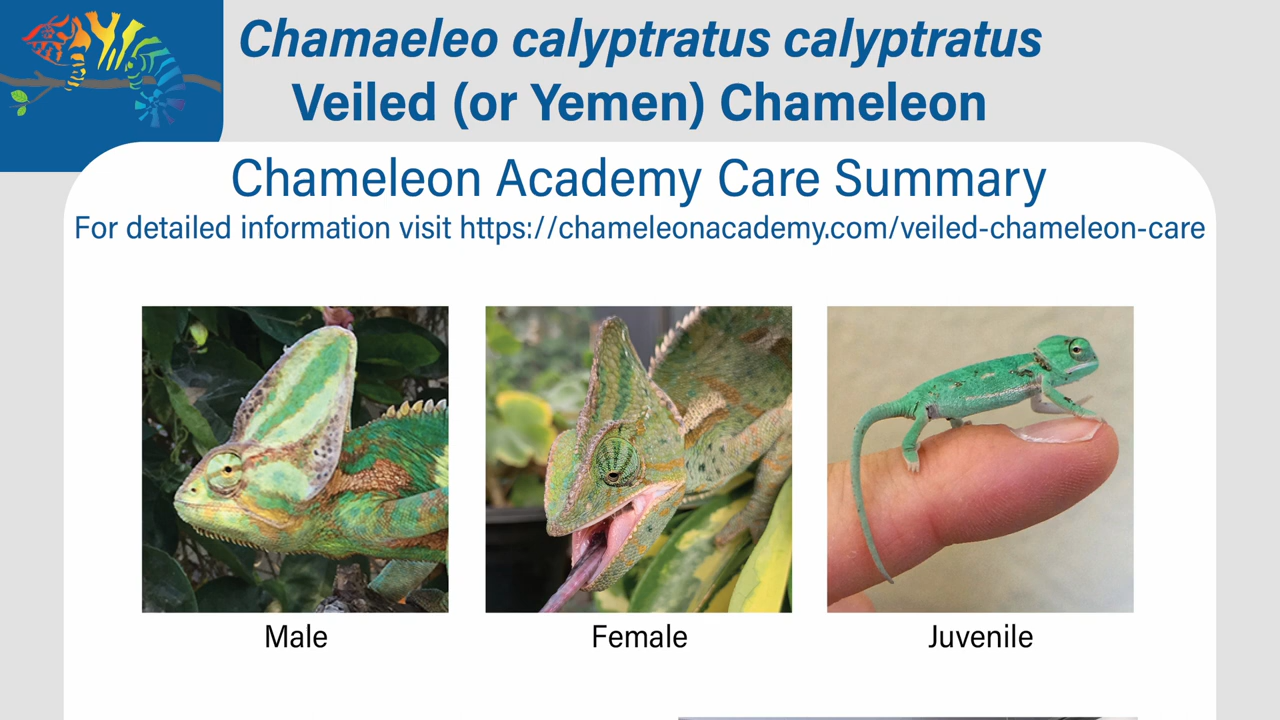 Chamaeleo calyptratus calyptratus
Veiled (or Yemen) Chameleon
Chameleon Academy Care Summary
For detailed information visit https://chameleonacademy.com/veiled-chameleon-care
Male
Female
Juvenile